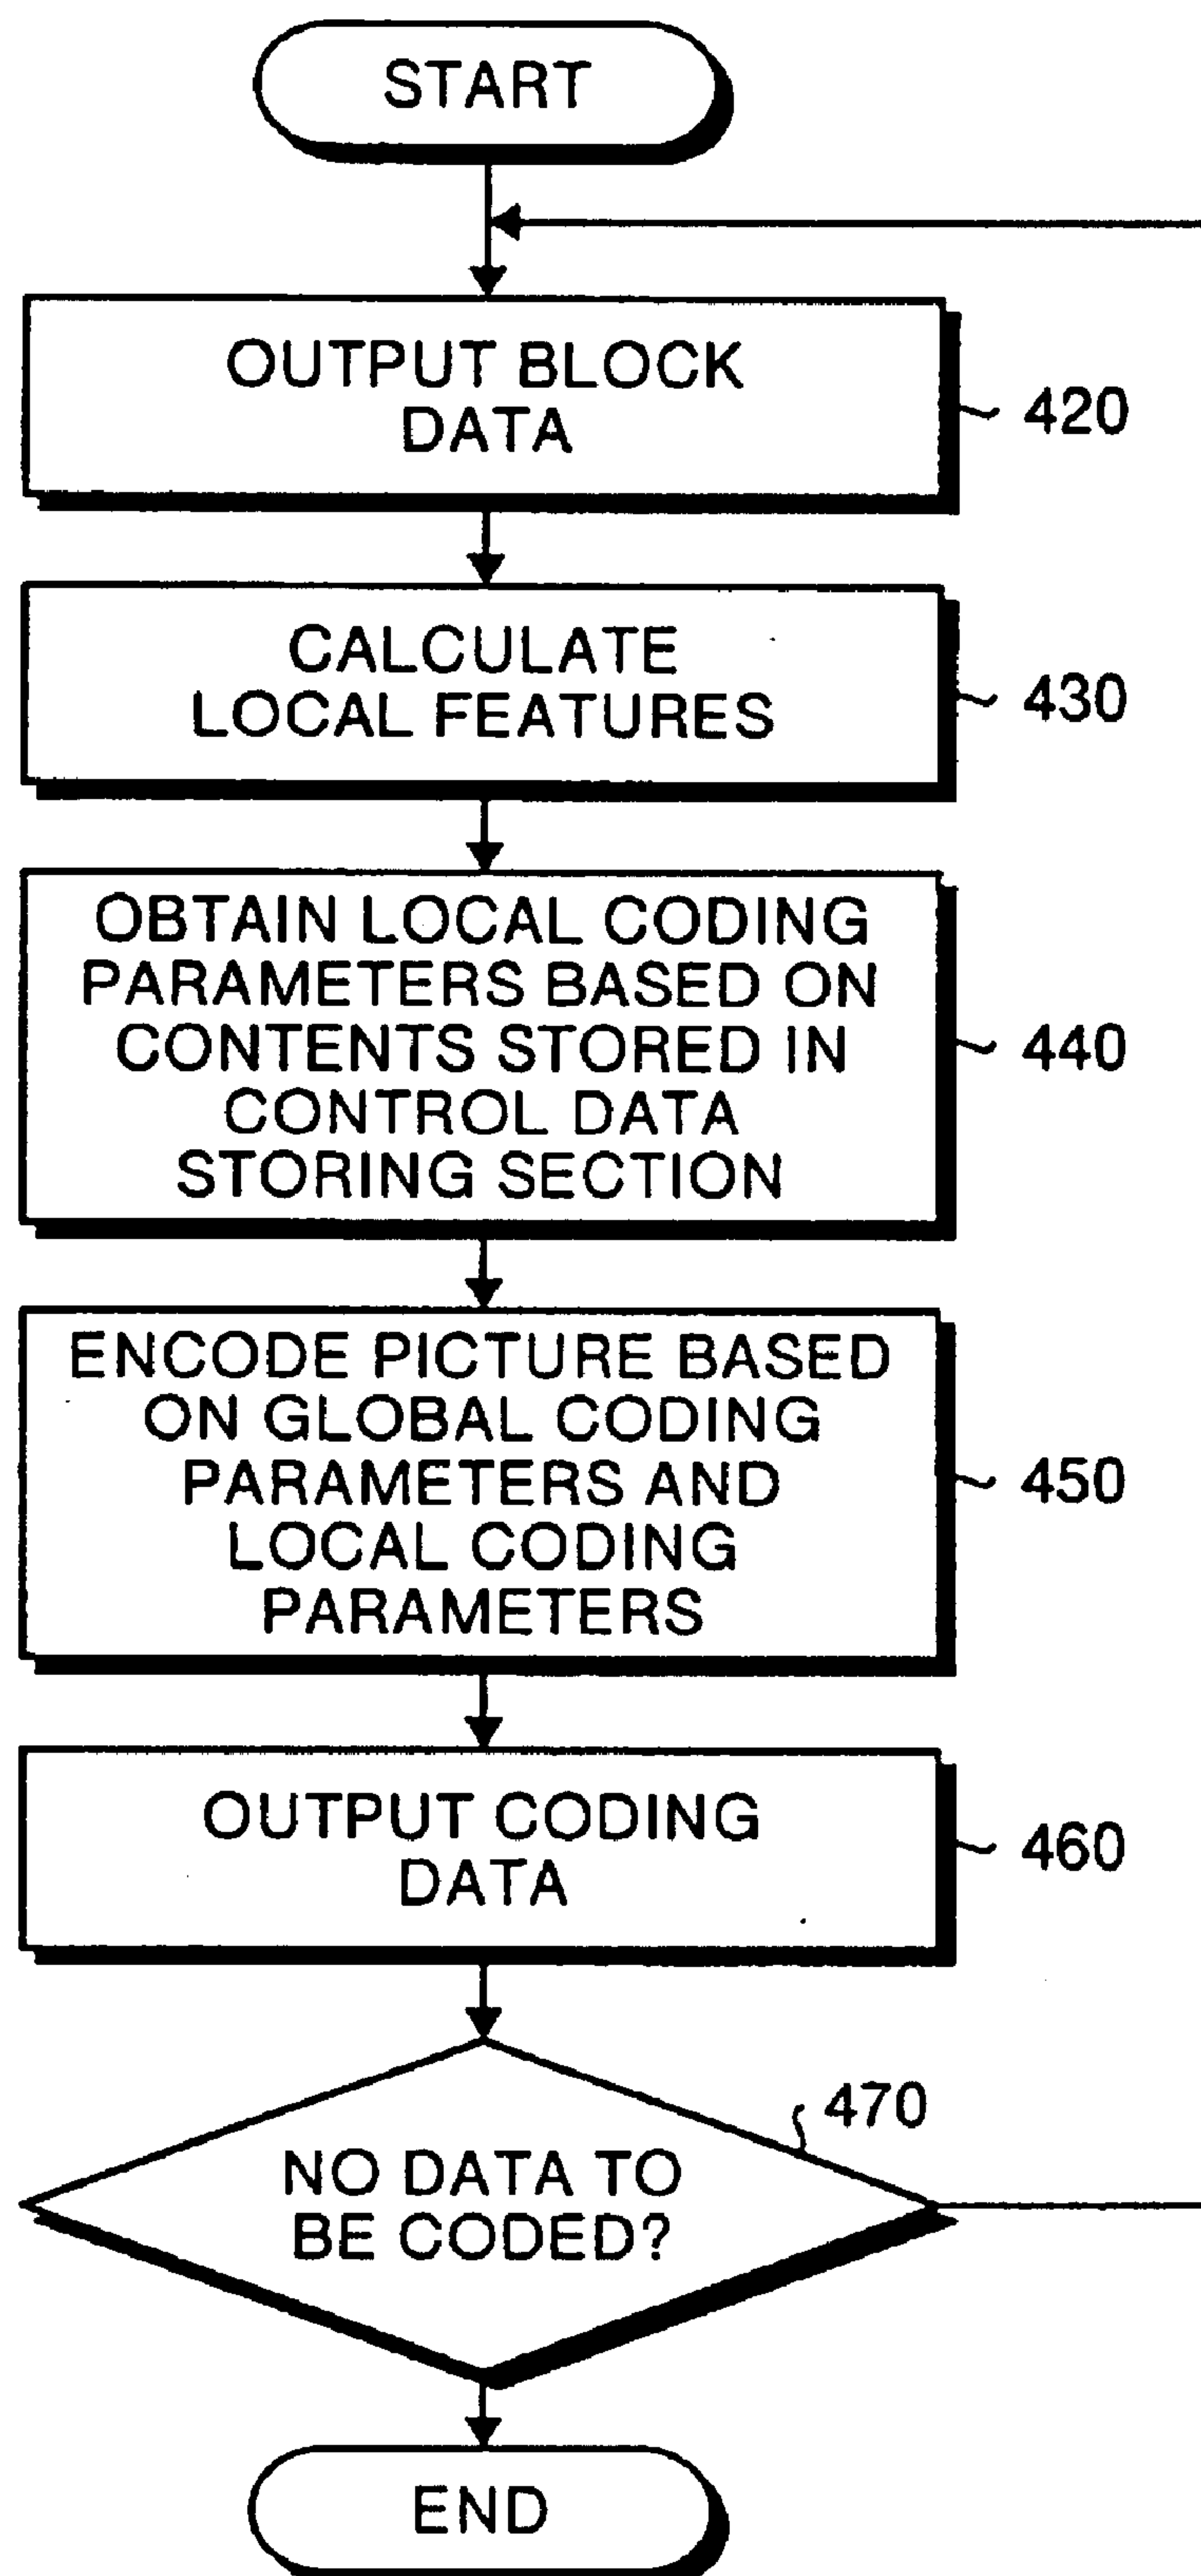 START
OUTPUT BLOCK
DATA
420
CALCULATE
LOCAL FEATURES
430
OBTAIN LOCAL CODING
PARAMETERS BASED ON
CONTENTS STORED IN
CONTROL DATA
STORING SECTION
440
ENCODE PICTURE BASED
ON GLOBAL CODING
PARAMETERS AND
LOCAL CODING
PARAMETERS
450
OUTPUT CODING
DATA
460
470
NO DATA TO
BE CODED?
END